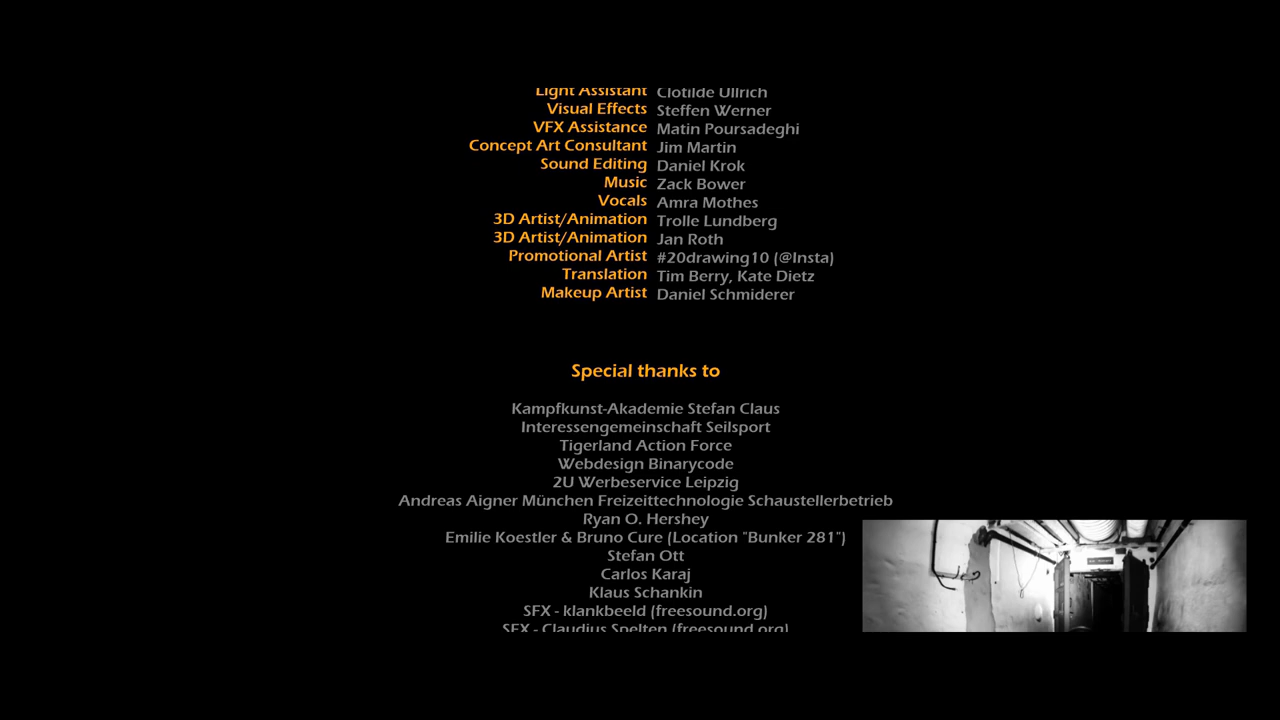 Light Assistant Clotilde Ullrich
Visual Effects Steffen Werner
VFX Assistance Matin Poursadeghi
Concept Art Consultant Jim Martin
Sound Editing Daniel Krok
Music Zack Bower
Vocals Amra Mothes
3D Artist/Animation Trolle Lundberg
3D Artist/Animation Jan Roth
Promotional Artist #20drawing10 (@Insta)
Translation Tim Berry, Kate Dietz
Makeup Artist Daniel Schmiderer
Special thanks to
Kampfkunst-Akademie Stefan Claus
Interessengemeinschaft Seilsport
Tigerland Action Force
Webdesign Binarycode
2U Werbeservice Leipzig
Andreas Aigner München Freizeittechnologie Schaustellerbetrieb
Ryan O. Hershey
Emilie Koestler & Bruno Cure (Location "Bunker 281")
Stefan Ott
Carlos Karaj
Klaus Schankin
SFX - klankbeeld (freesound.org)
SFX - Claudius Spelten (freesound.org)